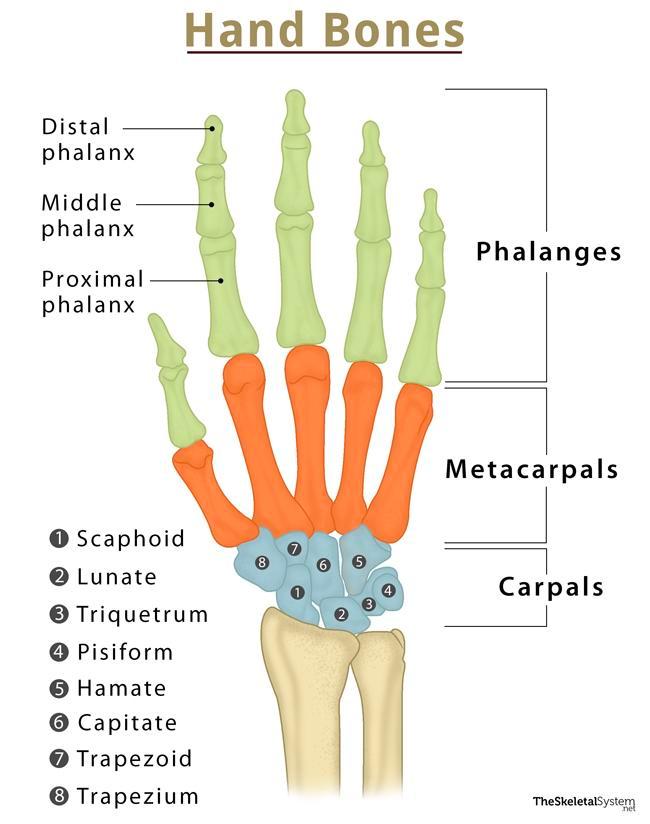 Hand Bones
Distal
phalanx
Middle
phalanx
Proximal
phalanx
Phalanges
Metacarpals
Carpals
1 Scaphoid
2 Lunate
3 Triquetrum
4 Pisiform
5 Hamate
6 Capitate
7 Trapezoid
8 Trapezium
8
7
6
5
1
4
3
2
TheSkeletalSystem
.net